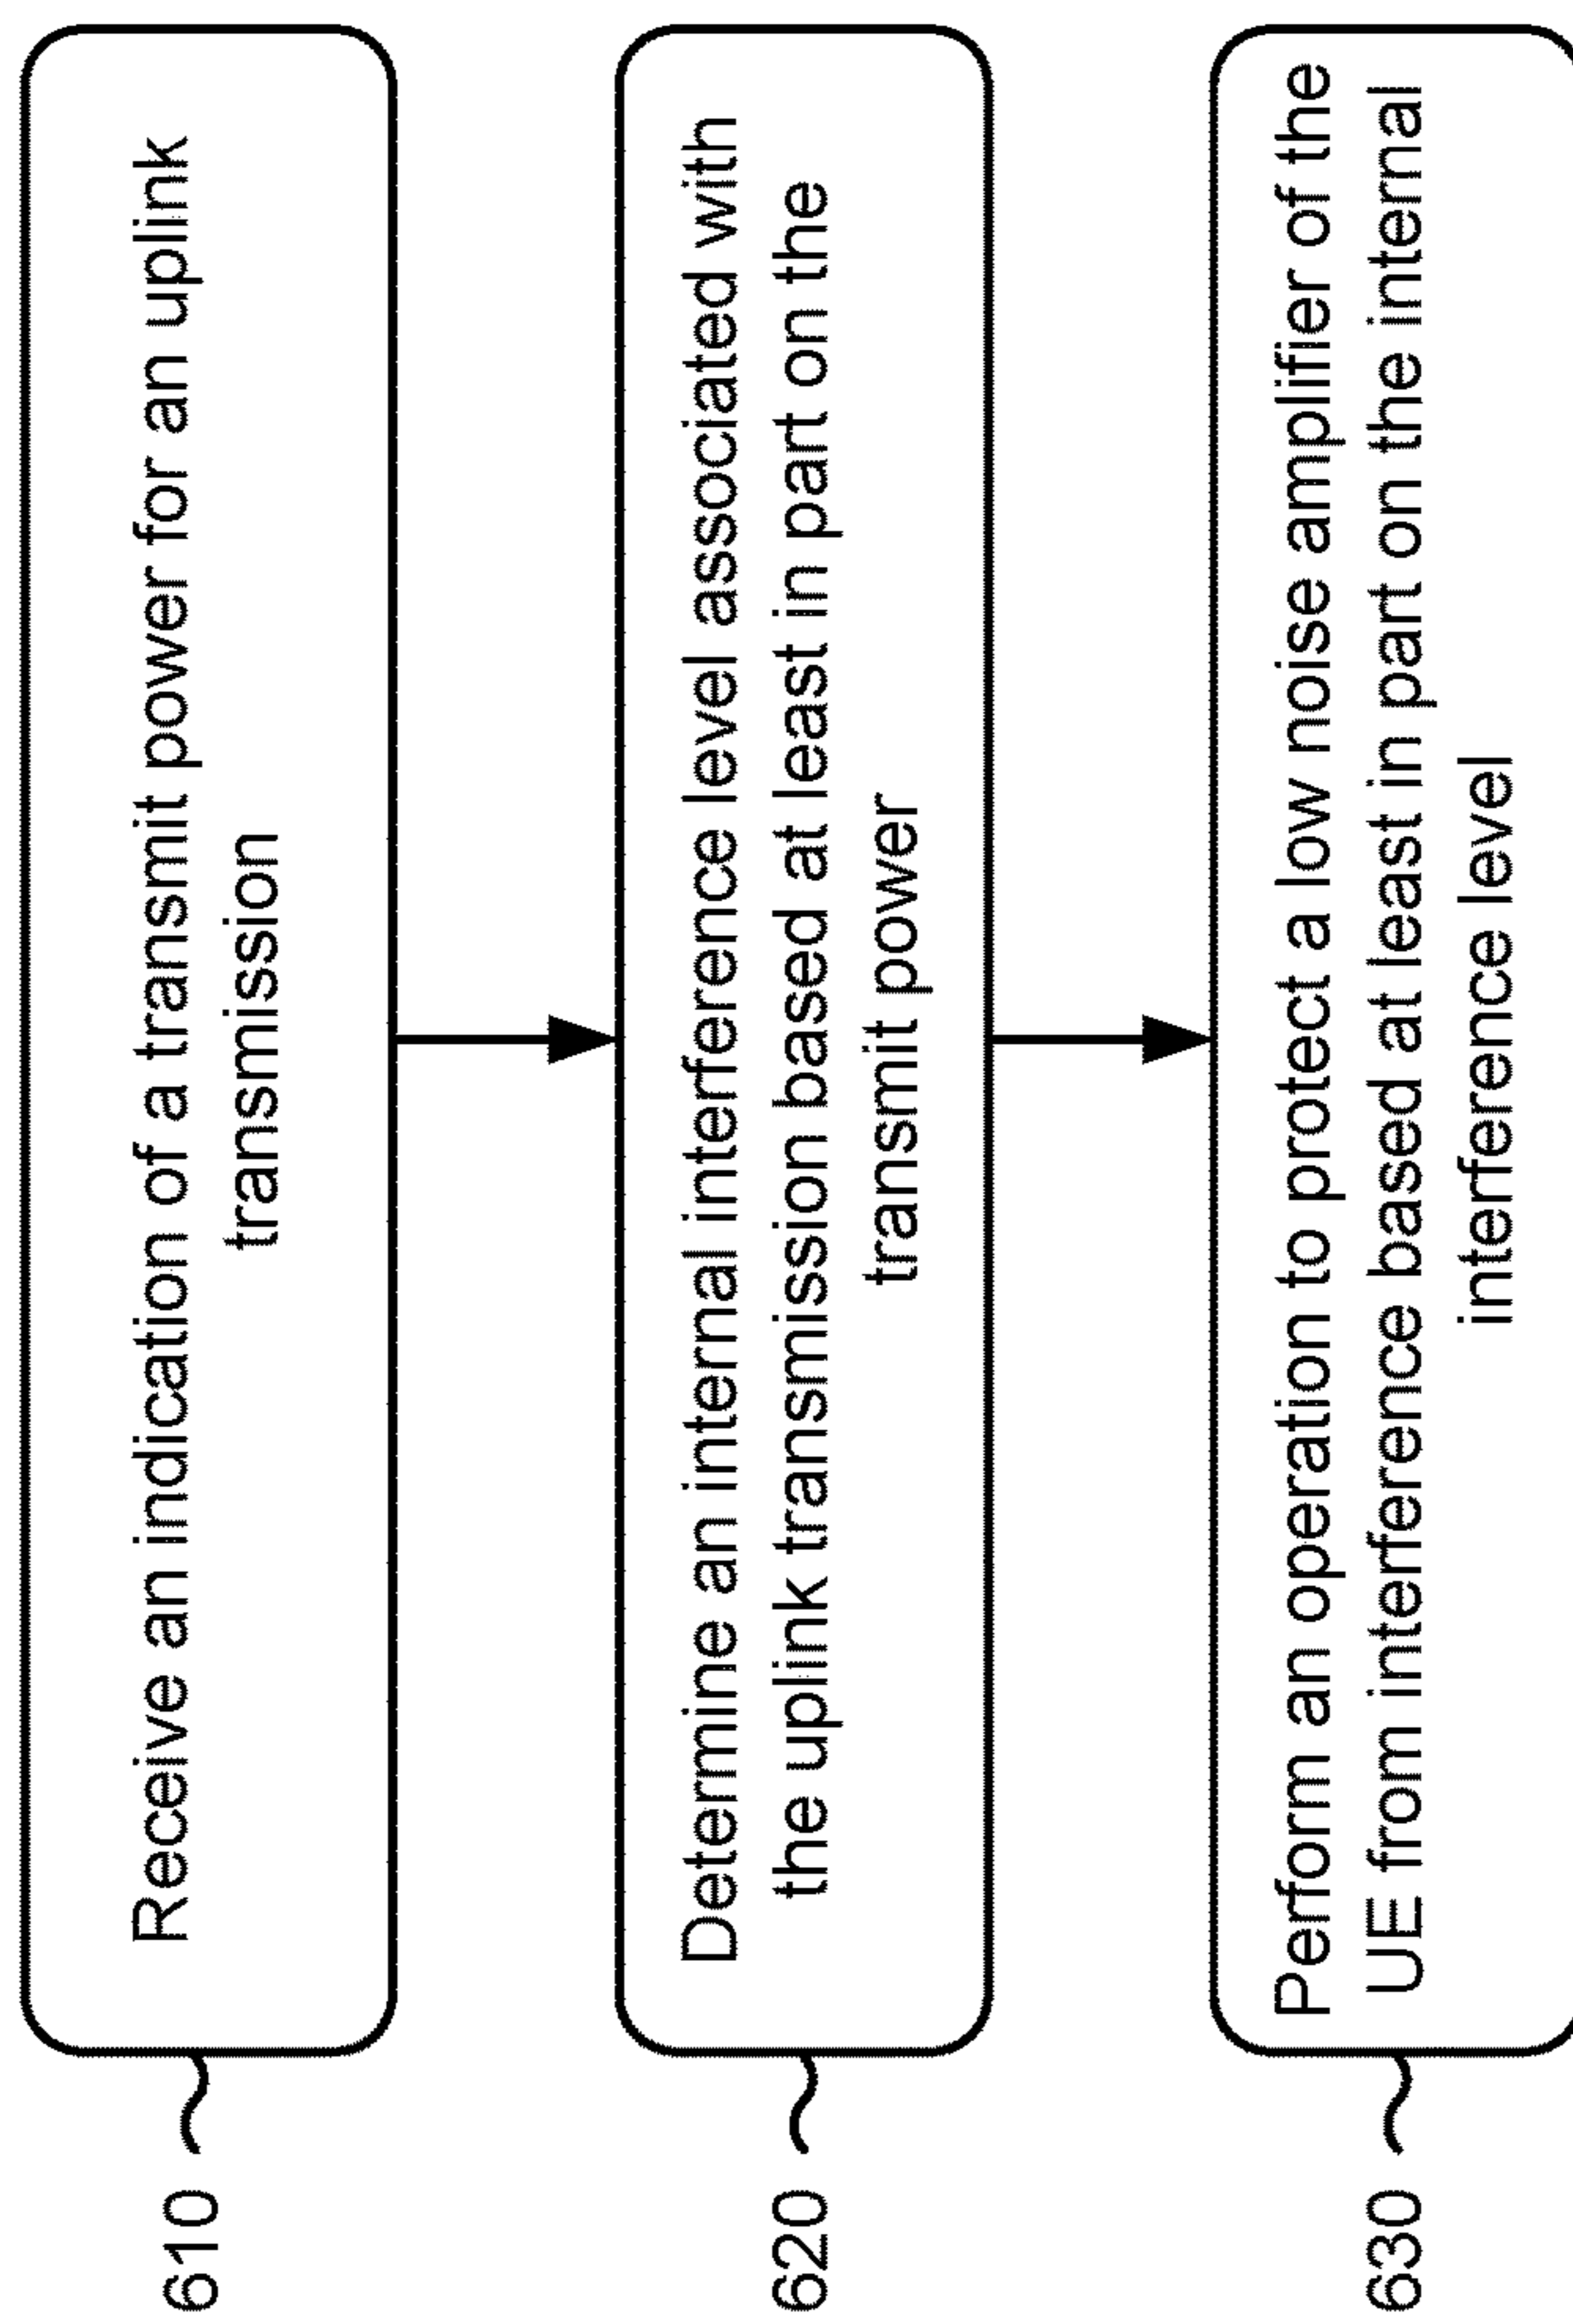 610
Receive an indication of a transmit power for an uplink
transmission
620
Determine an internal interference level associated with
the uplink transmission based at least in part on the
transmit power
630
Perform an operation to protect a low noise amplifier of the
UE from interference based at least in part on the internal
interference level